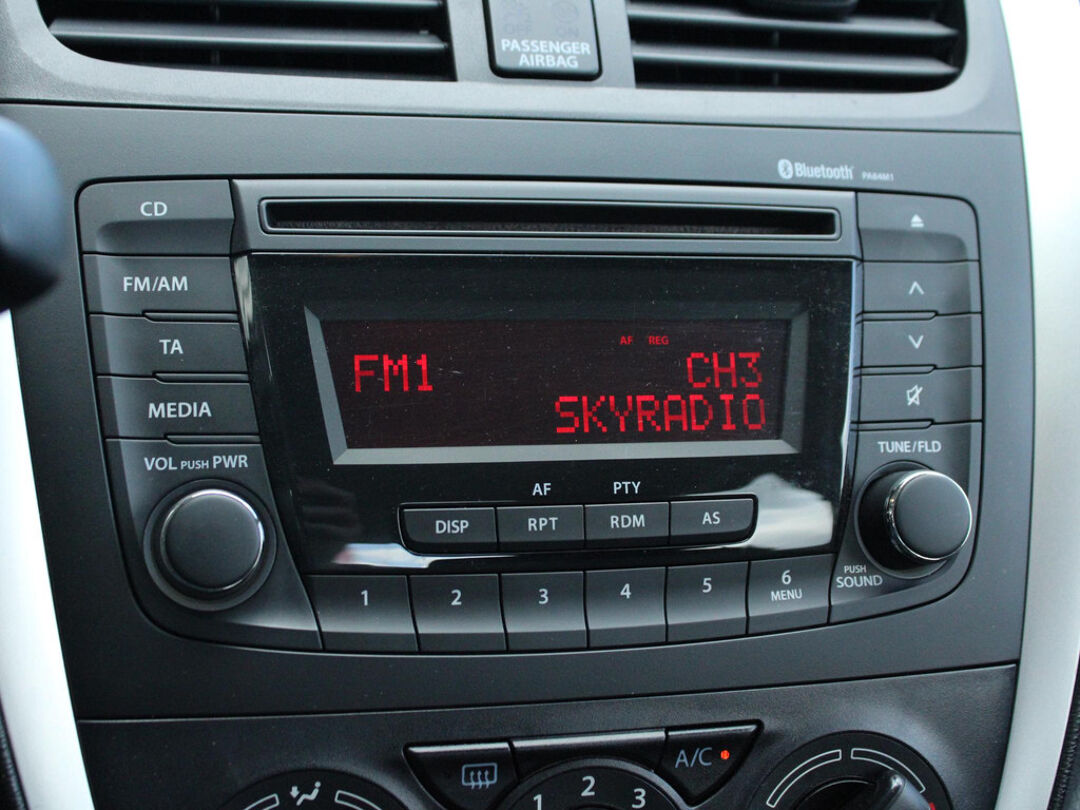 PASSENGER
AIRBAG
Bluetooth PA84M1
CD
FM/AM
TA
MEDIA
VOL PUSH PWR
AF REG
FM1 CH3
SKYRADIO
AF PTY
DISP RPT RDM AS
TUNE/FLD
PUSH
SOUND
1 2 3 4 5 6
MENU
A/C
1 2 3